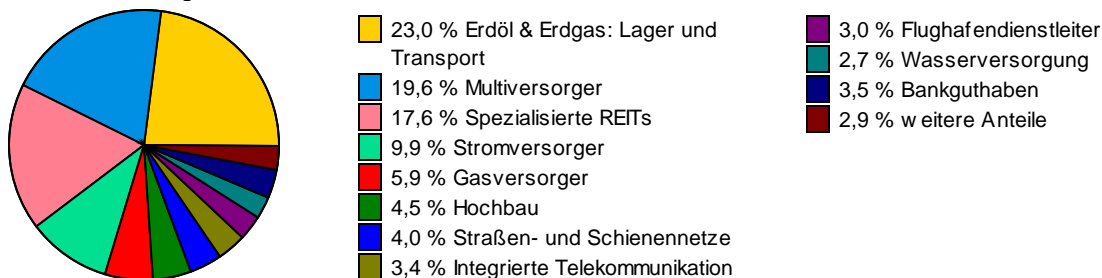 23,0 % Erdöl & Erdgas: Lager und
Transport
19,6 % Multiversorger
17,6 % Spezialisierte REITs
9,9 % Stromversorger
5,9 % Gasversorger
4,5 % Hochbau
4,0 % Straßen- und Schienennetze
3,4 % Integrierte Telekommunikation
3,0 % Flughafendienstleiter
2,7 % Wasserversorgung
3,5 % Bankguthaben
2,9 % weitere Anteile